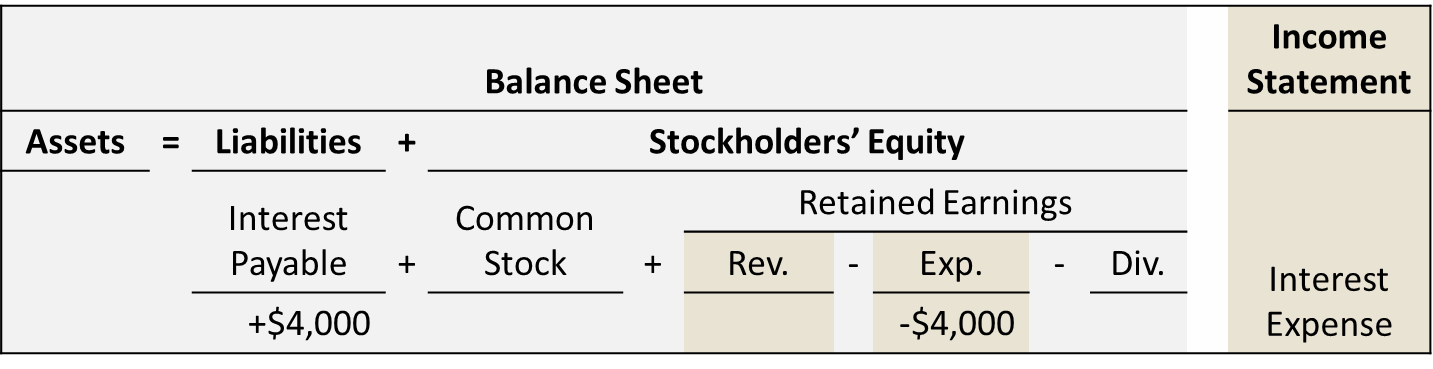 Income
Balance Sheet Statement
Assets = Liabilities + Stockholders’ Equity
Retained Earnings
Interest Common
Payable + Stock + Rev. - Exp. - Div. Interest
+$4,000 -$4,000 Expense